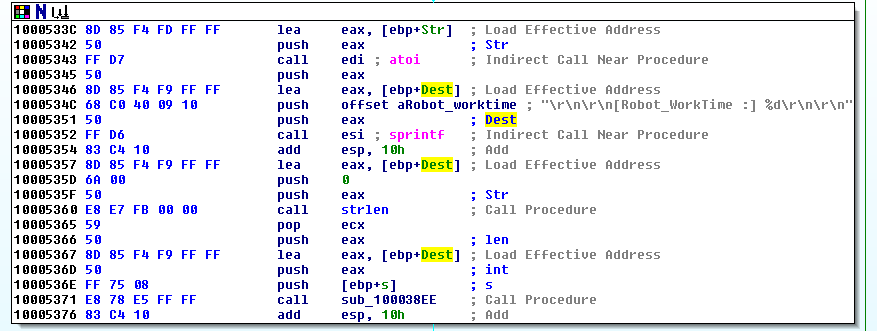 N
1000533C 8D 85 F4 FD FF FF lea eax, [ebp+Str] ; Load Effective Address
10005342 50 push eax ; Str
10005343 FF D7 call edi ; atoi ; Indirect Call Near Procedure
10005345 50 push eax
10005346 8D 85 F4 F9 FF FF lea eax, [ebp+Dest] ; Load Effective Address
1000534C 68 C0 40 09 10 push offset aRobot_worktime ; "\r\n\r\n[Robot_WorkTime :] %d\r\n\r\n"
10005351 50 push eax ; Dest
10005352 FF D6 call esi ; sprintf ; Indirect Call Near Procedure
10005354 83 C4 10 add esp, 10h ; Add
10005357 8D 85 F4 F9 FF FF lea eax, [ebp+Dest] ; Load Effective Address
1000535D 6A 00 push 0
1000535F 50 push eax ; Str
10005360 E8 E7 FB 00 00 call strlen ; Call Procedure
10005365 59 pop ecx
10005366 50 push eax ; len
10005367 8D 85 F4 F9 FF FF lea eax, [ebp+Dest] ; Load Effective Address
1000536D 50 push eax ; int
1000536E FF 75 08 push [ebp+s] ; s
10005371 E8 78 E5 FF FF call sub_100038EE ; Call Procedure
10005376 83 C4 10 add esp, 10h ; Add